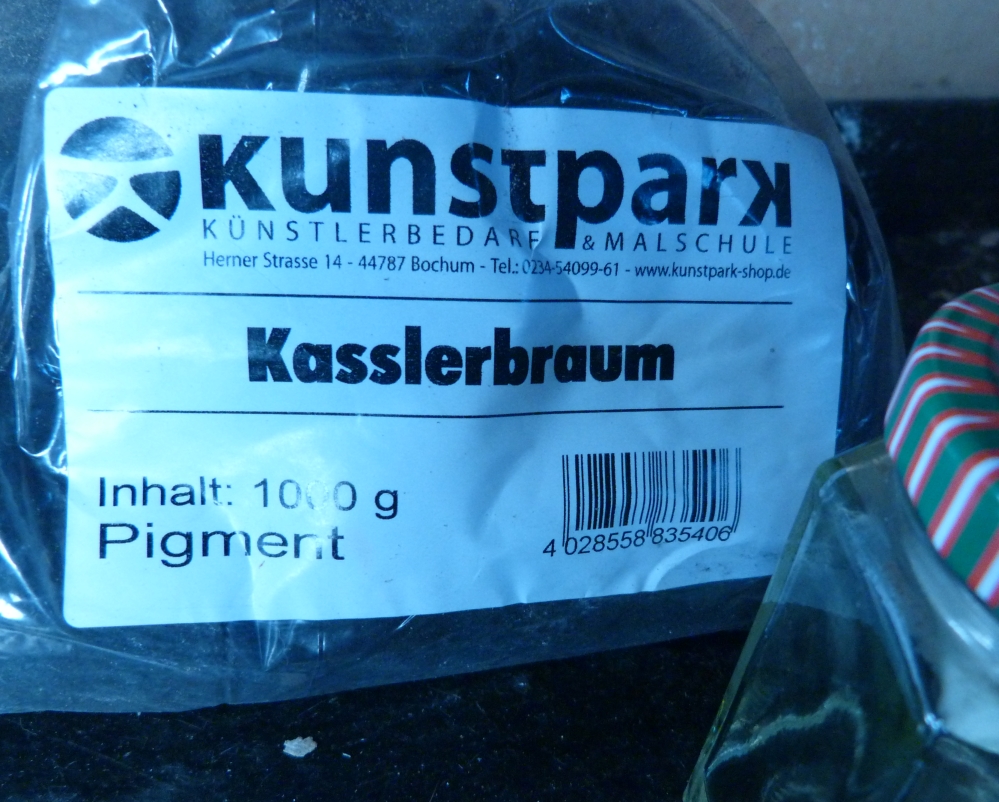 kunstpark
KÜNSTLERBEDARF & MALSCHULE
Herner Strasse 14 - 44787 Bochum - Tel.: 0234-54099-61 - www.kunstpark-shop.de
Kasslerbraum
Inhalt: 1000 g
Pigment
4 028558 835406